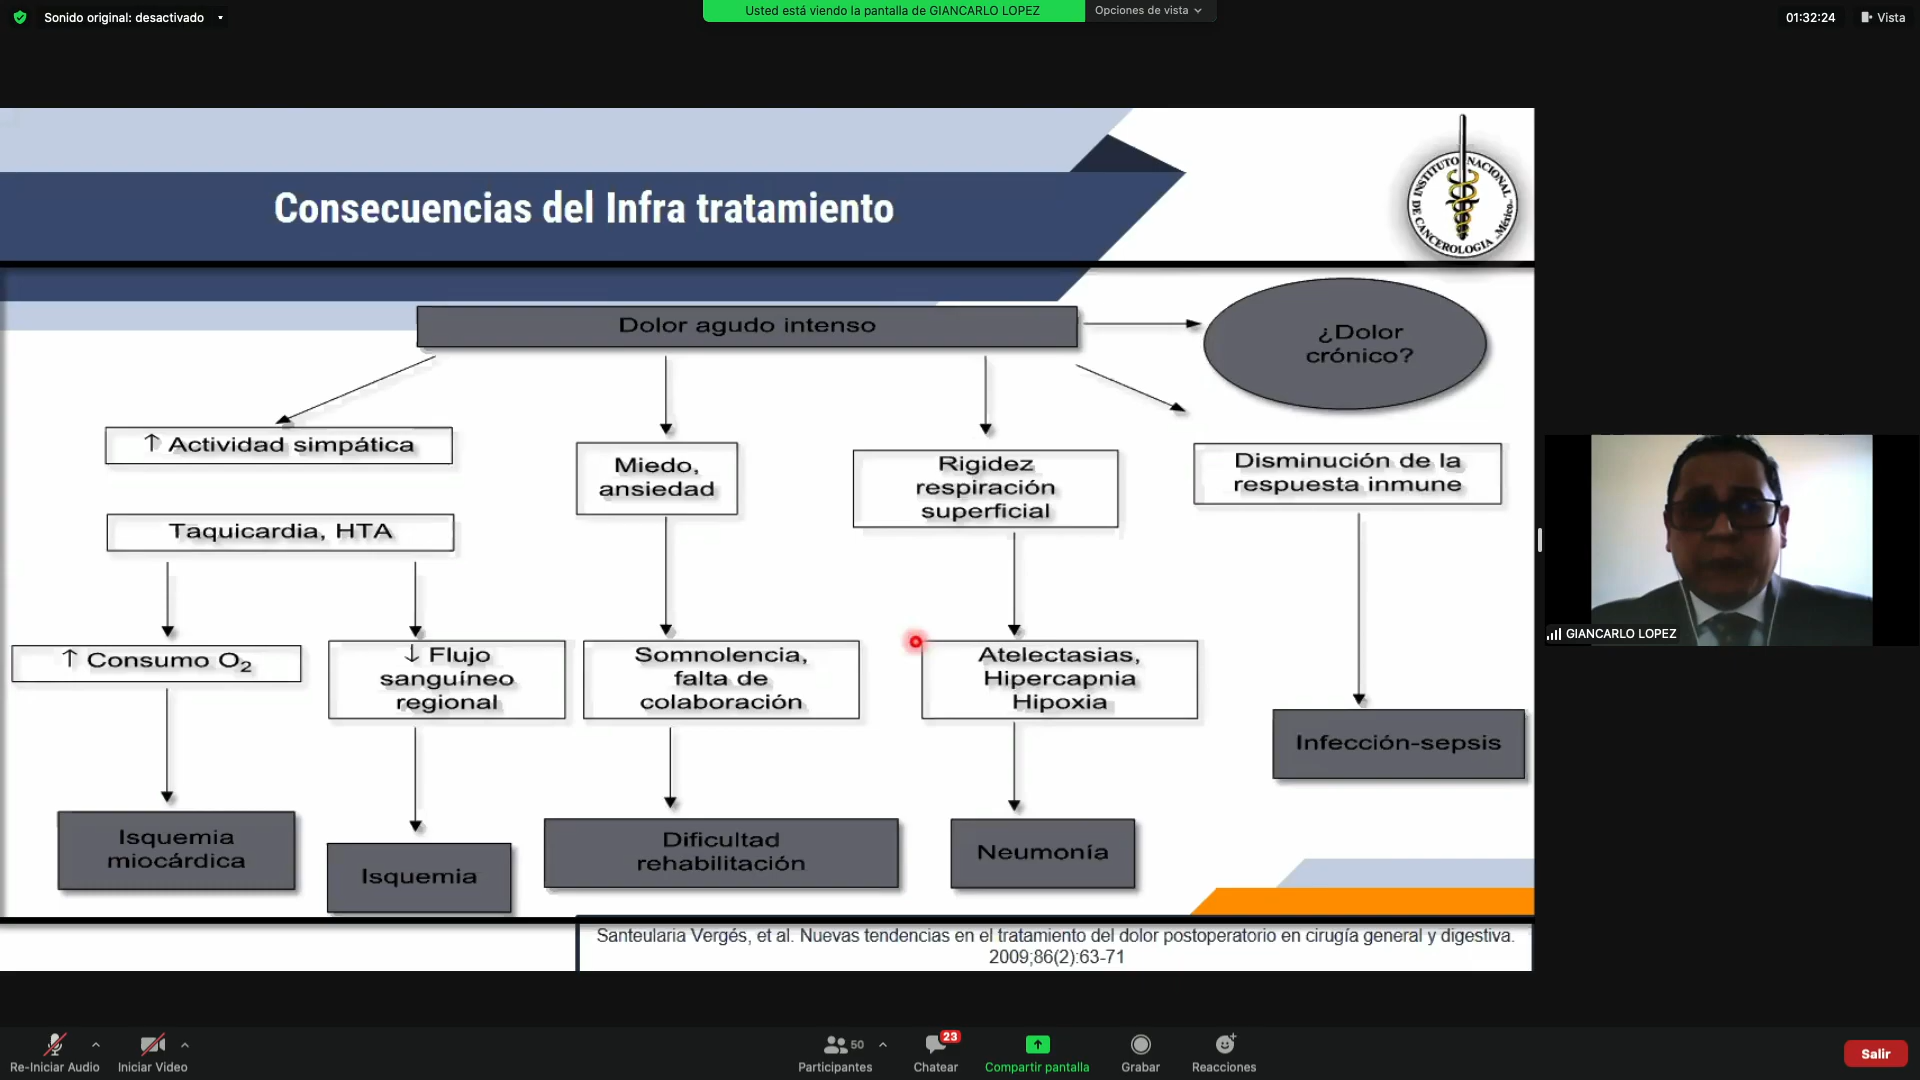 Sonido original: desactivado
Usted está viendo la pantalla de GIANCARLO LOPEZ
Opciones de vista
01:32:24
Vista
Consecuencias del Infra tratamiento
INSTITUTO NACIONAL
DE CANCEROLOGIA
México
Dolor agudo intenso
¿Dolor
crónico?
↑ Actividad simpática
Miedo,
ansiedad
Rigidez
respiración
superficial
Disminución de la
respuesta inmune
Taquicardia, HTA
↑ Consumo O₂
↓ Flujo
sanguíneo
regional
Somnolencia,
falta de
colaboración
Atelectasias,
Hipercapnia
Hipoxia
Infección-sepsis
Isquemia
miocárdica
Isquemia
Dificultad
rehabilitación
Neumonía
Santeularia Vergés, et al. Nuevas tendencias en el tratamiento del dolor postoperatorio en cirugía general y digestiva.
2009;86(2):63-71
GIANCARLO LOPEZ
Re-Iniciar Audio
Iniciar Video
50
Participantes
23
Chatear
Compartir pantalla
Grabar
Reacciones
Salir